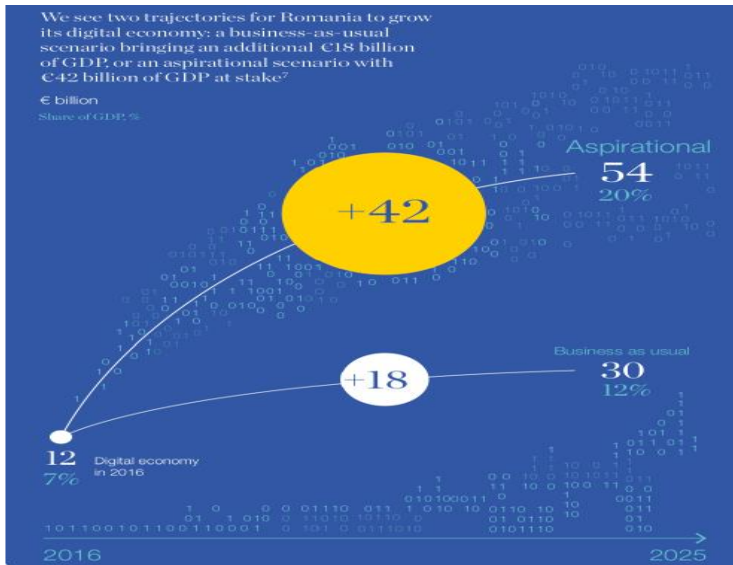 We see two trajectories for Romania to grow
its digital economy: a business-as-usual
scenario bringing an additional €18 billion
of GDP, or an aspirational scenario with
€42 billion of GDP at stake⁷
€ billion
Share of GDP, %
Aspirational
54
20%
+42
Business as usual
30
12%
+18
12
7%
Digital economy
in 2016
2016
2025